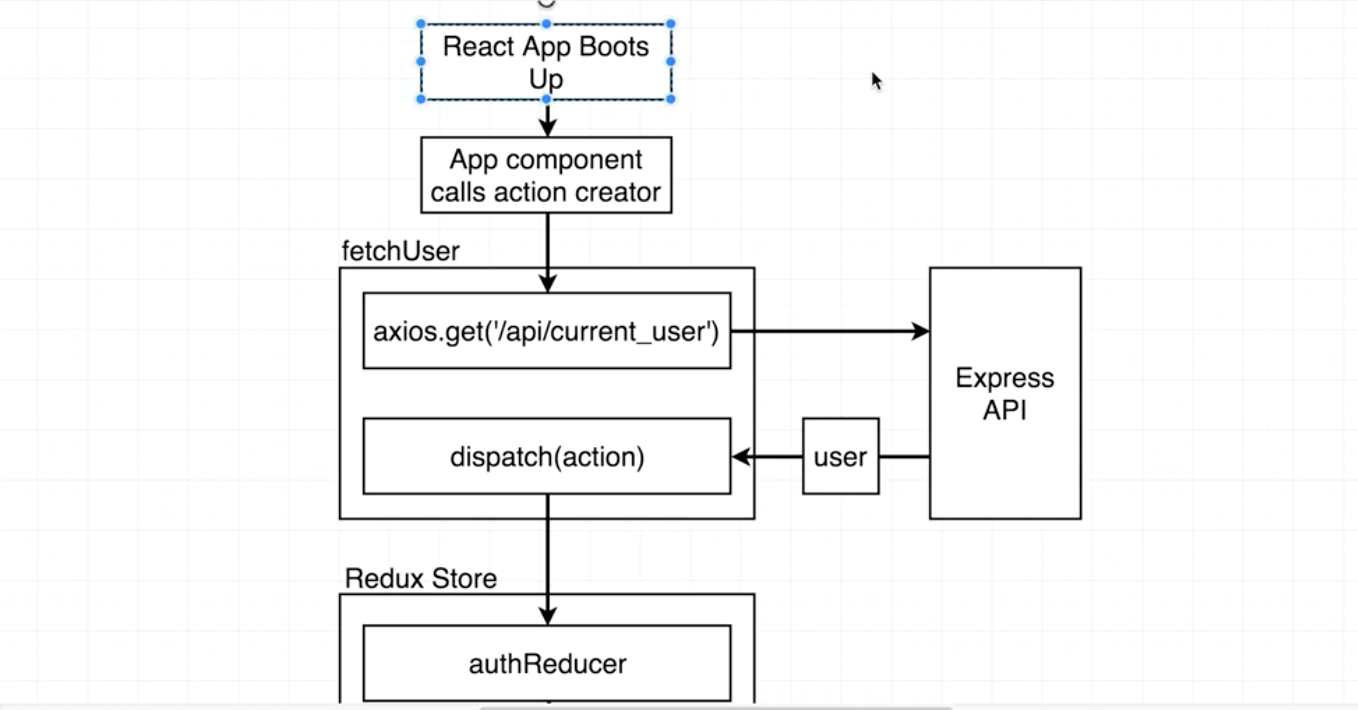 React App Boots
Up
App component
calls action creator
fetchUser
axios.get('/api/current_user')
Express
API
dispatch(action)
user
Redux Store
authReducer